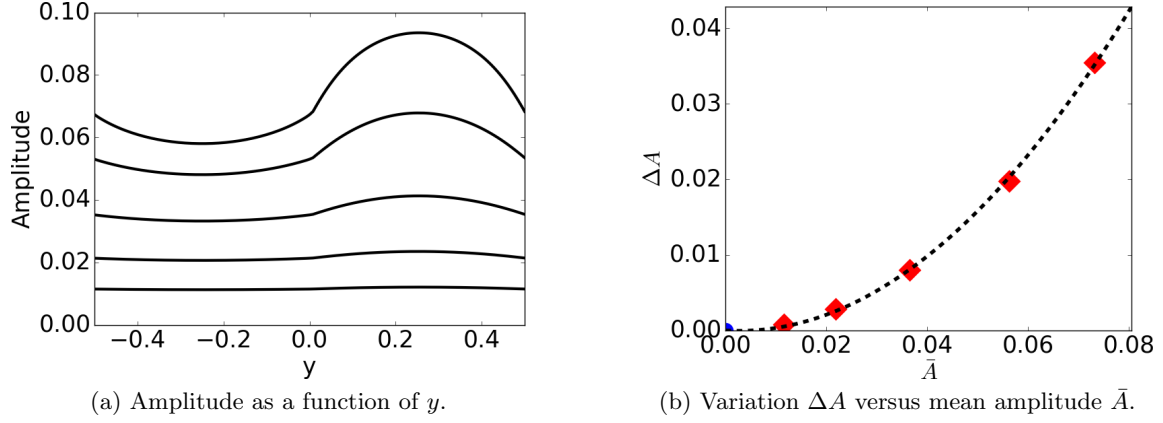 0.10
0.08
0.06
0.04
0.02
0.00
Amplitude
−0.4 −0.2 0.0 0.2 0.4
y
(a) Amplitude as a function of y.
0.04
0.03
0.02
0.01
0.00
ΔA
0.00 0.02 0.04 0.06 0.08
Ā
(b) Variation ΔA versus mean amplitude Ā.